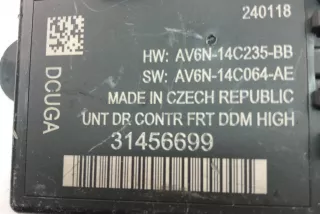 240118
HW: AV6N-14C235-BB
SW: AV6N-14C064-AE
MADE IN CZECH REPUBLIC
UNT DR CONTR FRT DDM HIGH
31456699
DCUGA